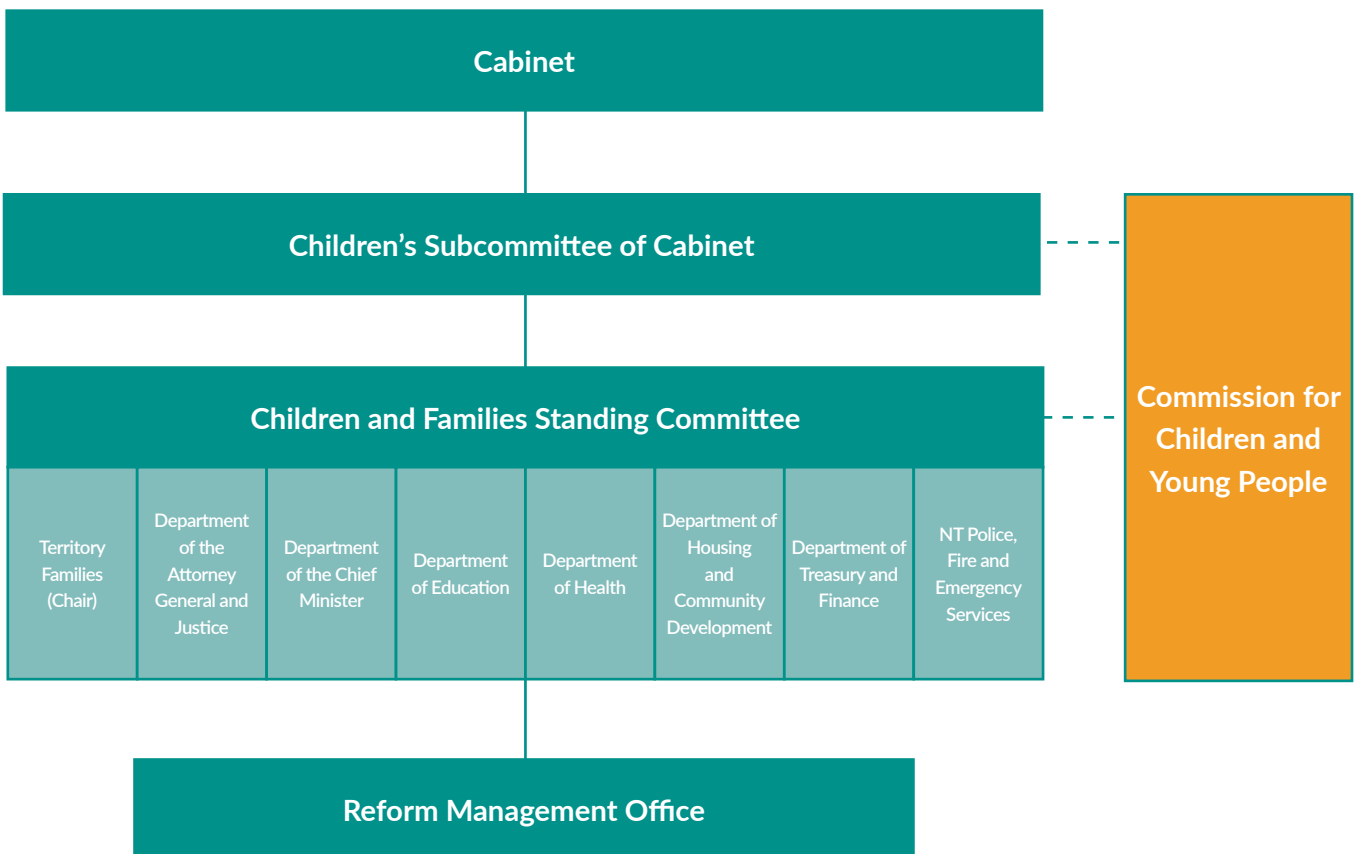 Cabinet
Children's Subcommittee of Cabinet
Children and Families Standing Committee
Territory
Families
(Chair)
Department
of the
Attorney
General and
Justice
Department
of the Chief
Minister
Department
of Education
Department
of Health
Department of
Housing
and
Community
Development
Department of
Treasury and
Finance
NT Police,
Fire and
Emergency
Services
Commission for
Children and
Young People
Reform Management Office